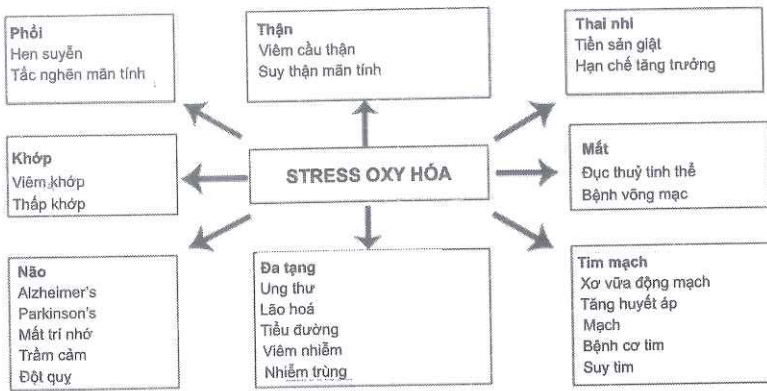 Phổi
Hen suyễn
Tắc nghẽn mãn tính
Thận
Viêm cầu thận
Suy thận mãn tính
Thai nhi
Tiền sản giật
Hạn chế tăng trưởng
Khớp
Viêm khớp
Thấp khớp
STRESS OXY HÓA
Mắt
Đục thuỷ tinh thể
Bệnh võng mạc
Não
Alzheimer's
Parkinson's
Mất trí nhớ
Trầm cảm
Đột quỵ
Đa tạng
Ung thư
Lão hoá
Tiểu đường
Viêm nhiễm
Nhiễm trùng
Tim mạch
Xơ vữa động mạch
Tăng huyết áp
Mạch
Bệnh cơ tim
Suy tim